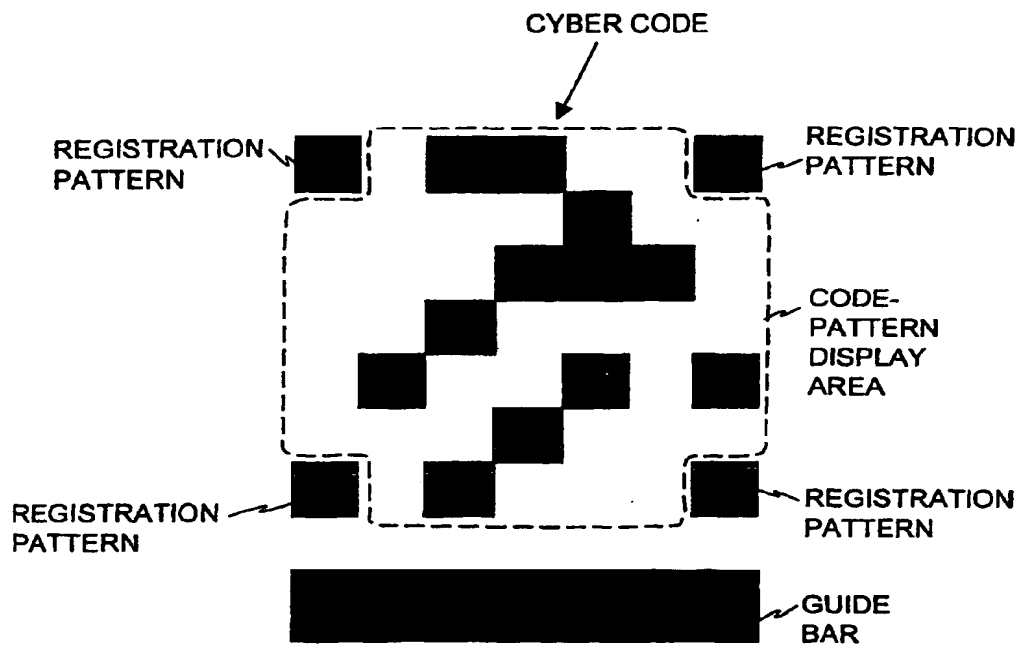 CYBER CODE
REGISTRATION
PATTERN
REGISTRATION
PATTERN
CODE-
PATTERN
DISPLAY
AREA
REGISTRATION
PATTERN
REGISTRATION
PATTERN
GUIDE
BAR